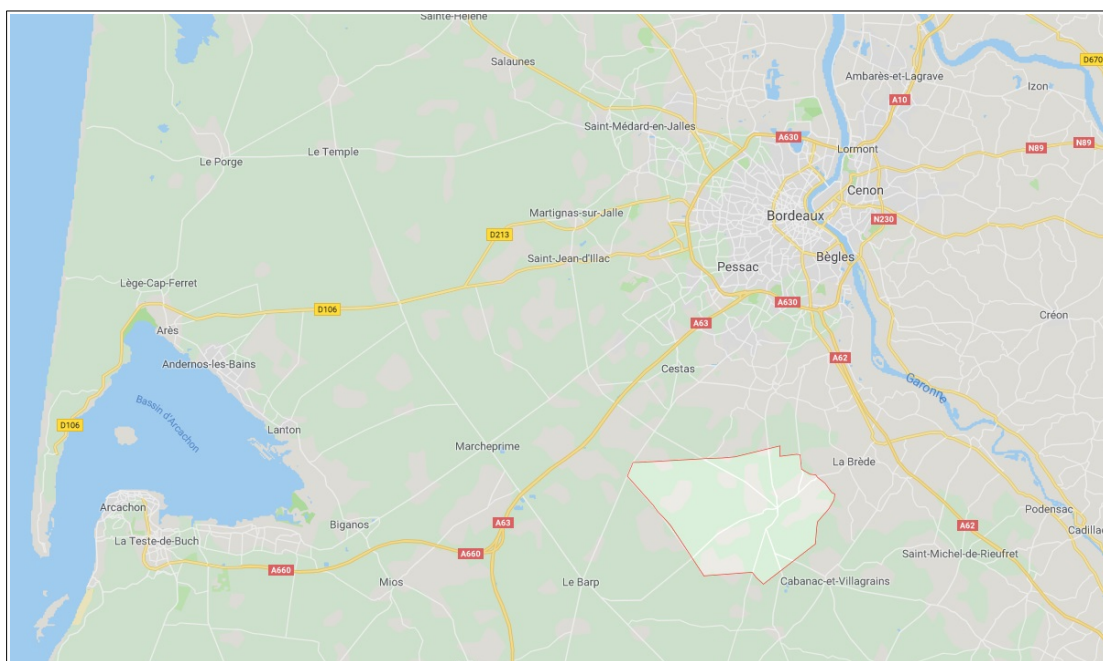 Sainte-Hélène
Salaunes
D670
Ambarès-et-Lagrave
Izon
A10
Saint-Médard-en-Jalles
A630
Lormont
N89
N89
Le Temple
Le Porge
Cenon
Martignas-sur-Jalle
Bordeaux
N230
D213
Saint-Jean-d'Illac
Bègles
Pessac
Lège-Cap-Ferret
A630
D106
Créon
A63
Arès
A62
Andernos-les-Bains
Cestas
Garonne
Bassin d'Arcachon
D106
Lanton
Marcheprime
La Brède
Arcachon
Podensac
A63
Biganos
A62
Cadillac
La Teste-de-Buch
A660
Saint-Michel-de-Rieufret
A660
Mios
Le Barp
Cabanac-et-Villagrains